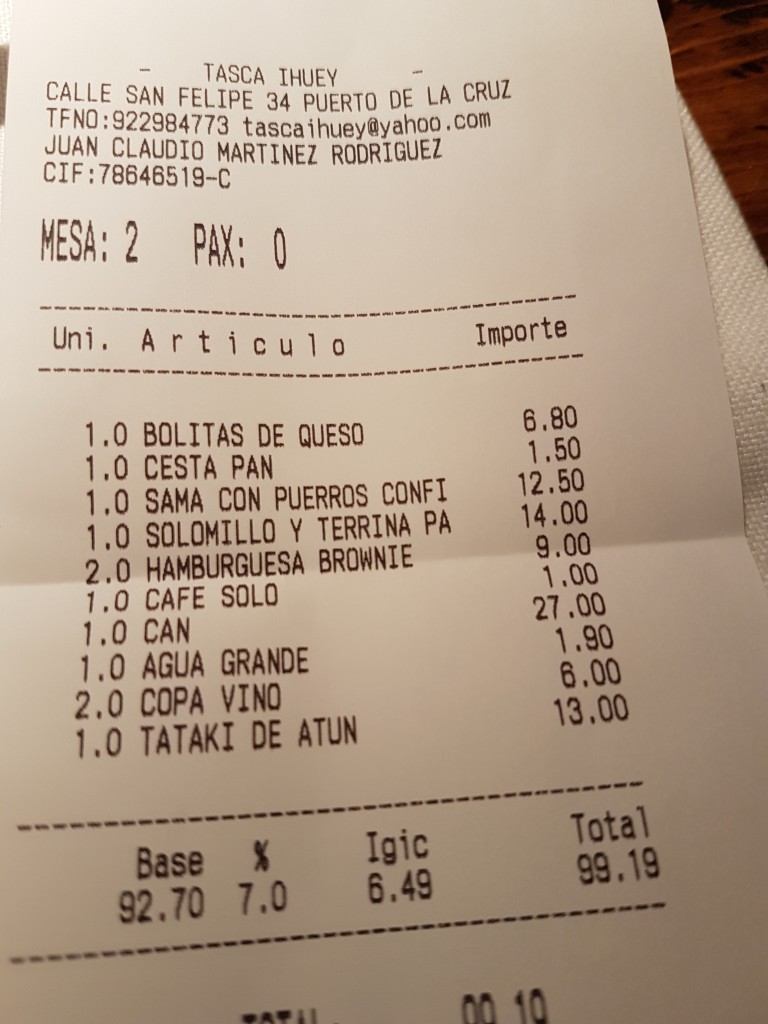 - TASCA IHUEY -
CALLE SAN FELIPE 34 PUERTO DE LA CRUZ
TFNO:922984773 tascaihuey@yahoo.com
JUAN CLAUDIO MARTINEZ RODRIGUEZ
CIF:78646519-C
MESA: 2 PAX: 0
Uni. Articulo Importe
1.0 BOLITAS DE QUESO 6.80
1.0 CESTA PAN 1.50
1.0 SAMA CON PUERROS CONFI 12.50
1.0 SOLOMILLO Y TERRINA PA 14.00
2.0 HAMBURGUESA BROWNIE 9.00
1.0 CAFE SOLO 1.00
1.0 CAN 27.00
1.0 AGUA GRANDE 1.90
2.0 COPA VINO 6.00
1.0 TATAKI DE ATUN 13.00
Base % Igic Total
92.70 7.0 6.49 99.19
TOTAL 99.19